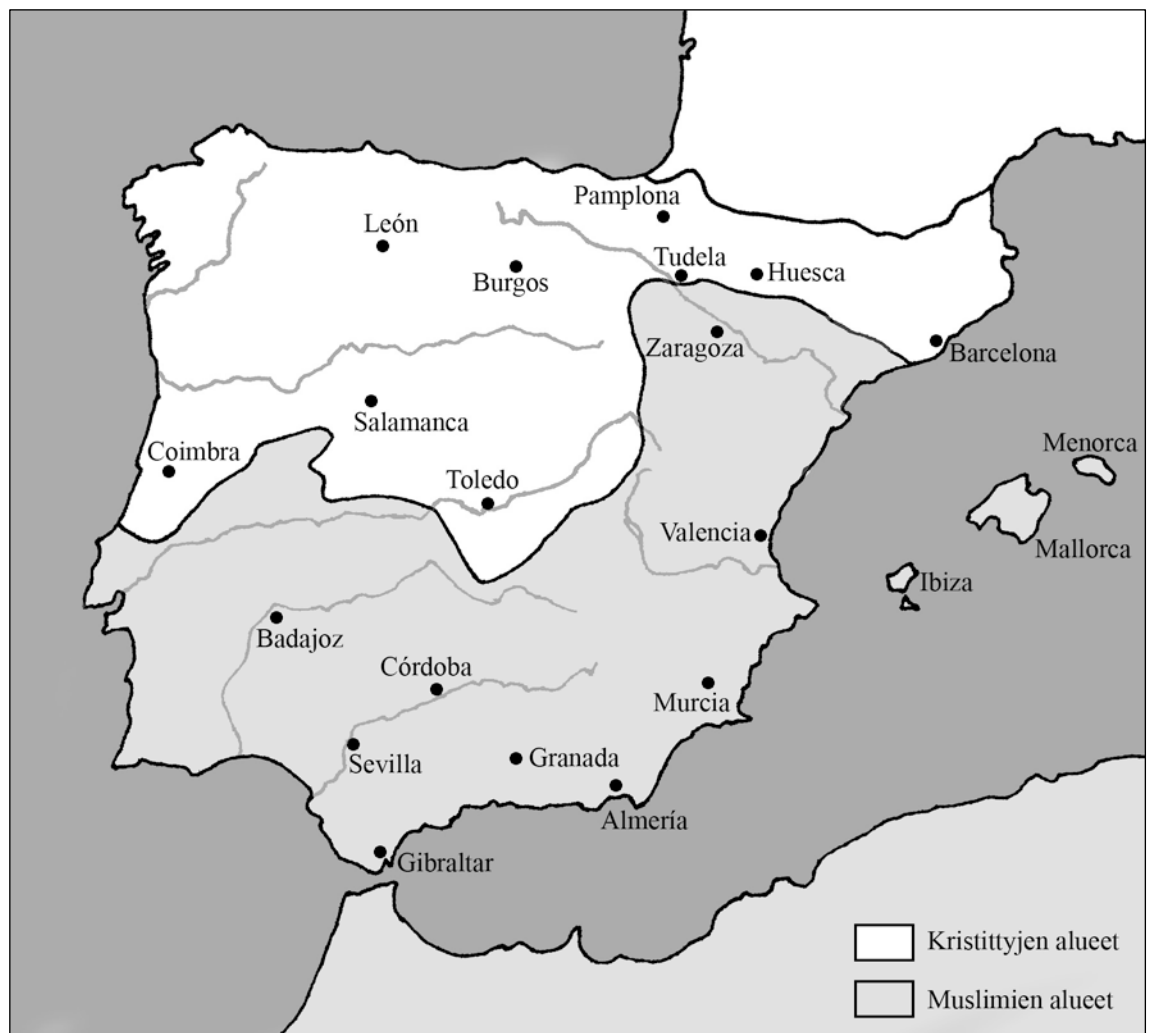 Pamplona
León
Tudela
Huesca
Burgos
Zaragoza
Barcelona
Salamanca
Menorca
Coimbra
Toledo
Valencia
Mallorca
Ibiza
Badajoz
Córdoba
Murcia
Sevilla
Granada
Almería
Gibraltar
Kristittyjen alueet
Muslimien alueet